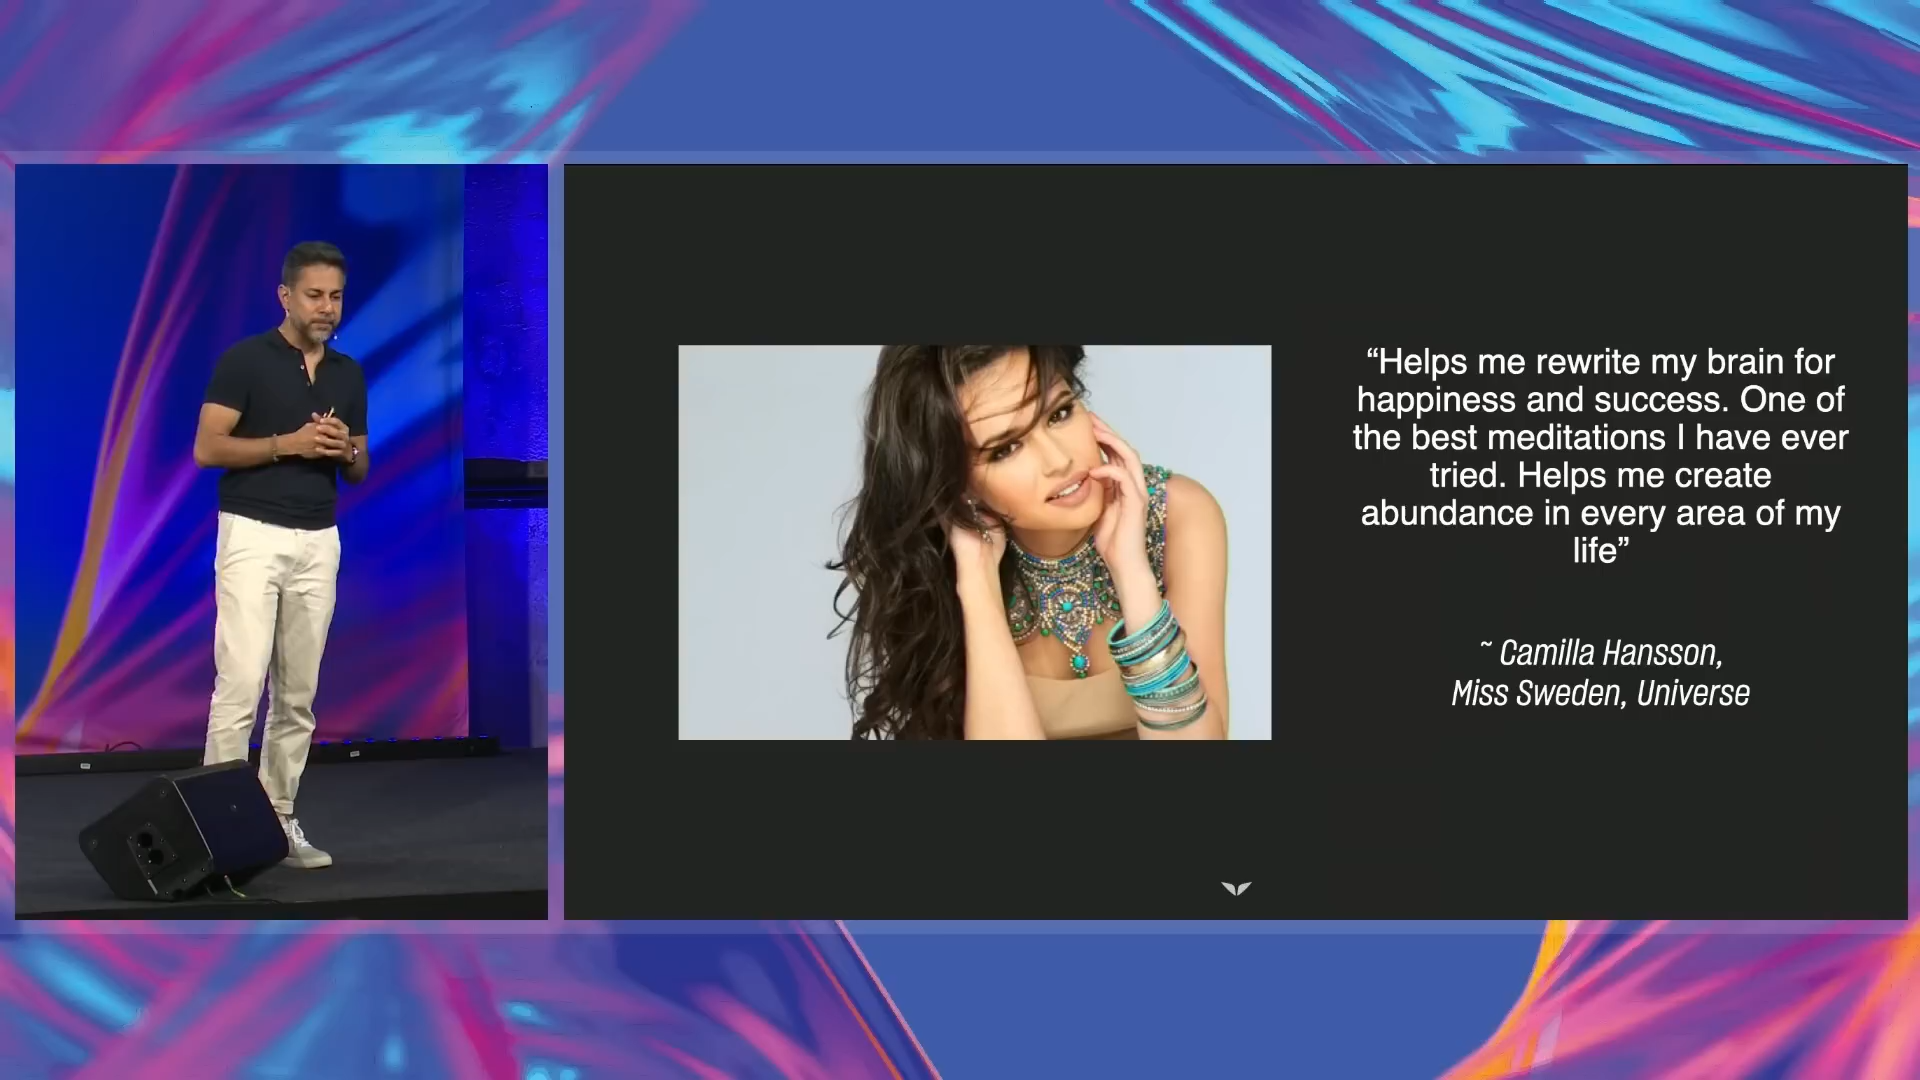 “Helps me rewrite my brain for
happiness and success. One of
the best meditations I have ever
tried. Helps me create
abundance in every area of my
life”
~ Camilla Hansson,
Miss Sweden, Universe